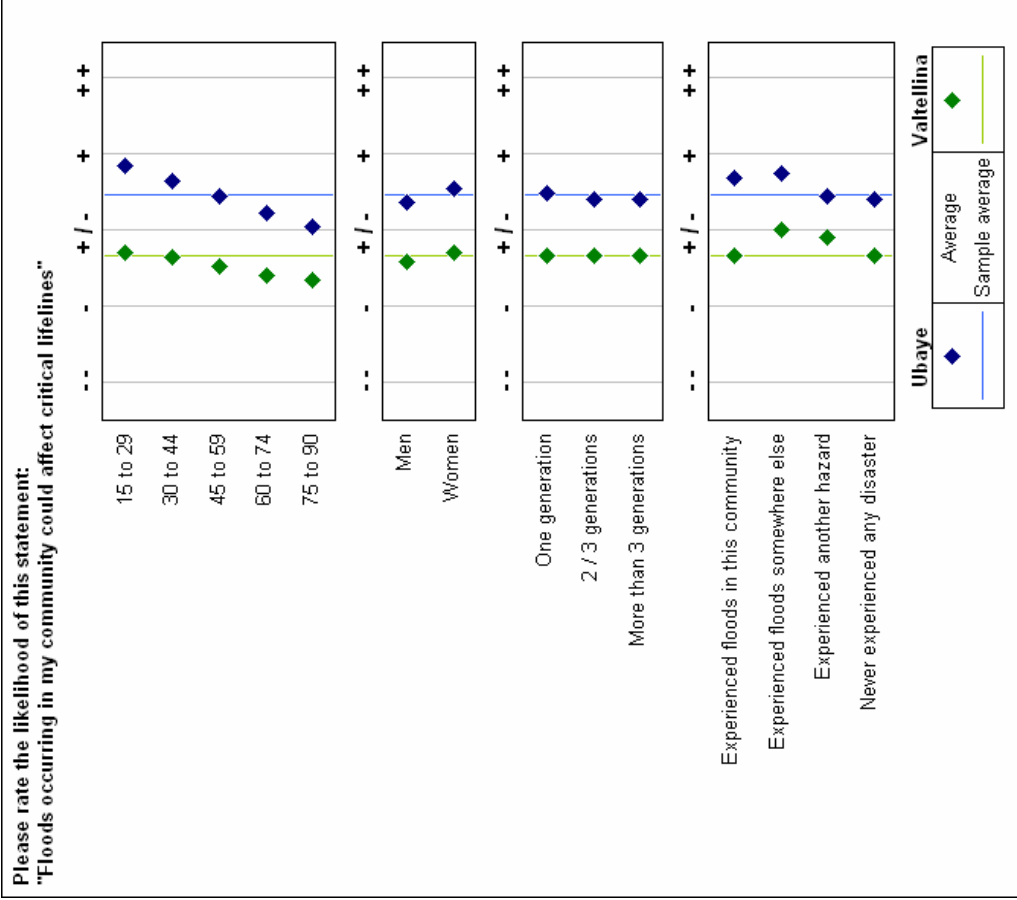 Please rate the likelihood of this statement:
"Floods occurring in my community could affect critical lifelines"
- - - + / - + + +
15 to 29
30 to 44
45 to 59
60 to 74
75 to 90
- - - + / - + + +
Men
Women
- - - + / - + + +
One generation
2 / 3 generations
More than 3 generations
- - - + / - + + +
Experienced floods in this community
Experienced floods somewhere else
Experienced another hazard
Never experienced any disaster
Ubaye Valtellina
Average
Sample average